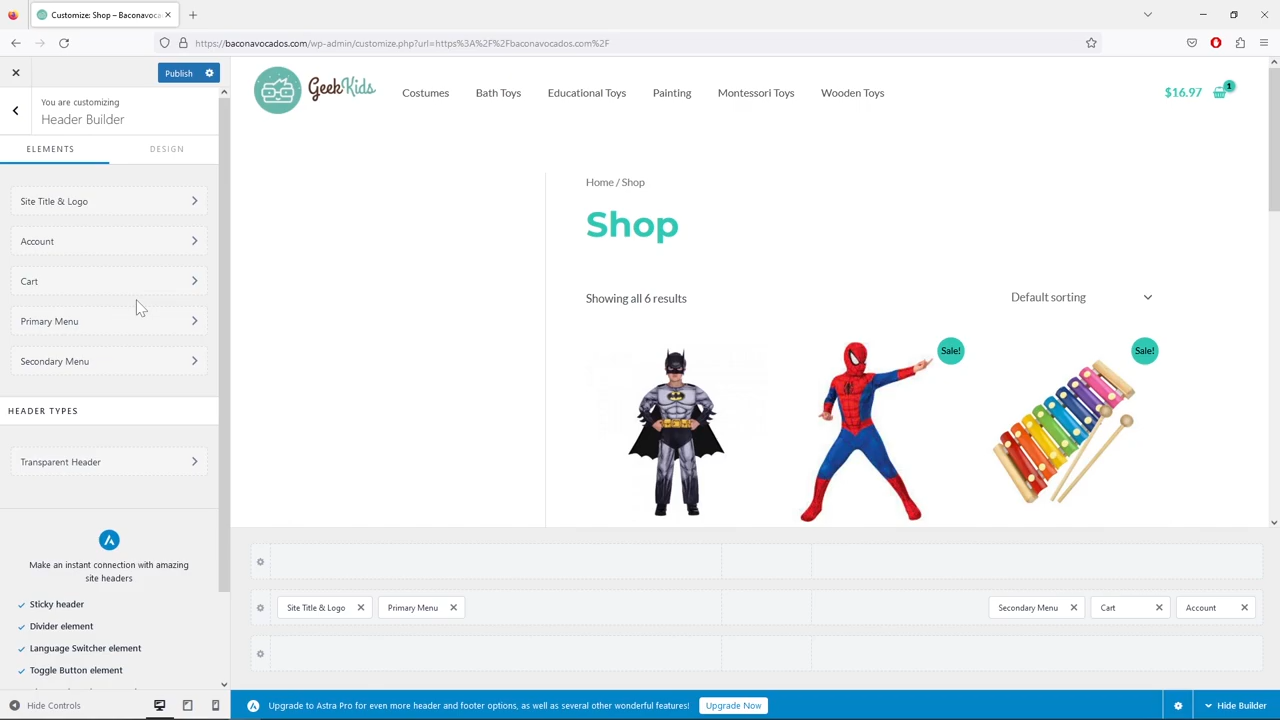 Customize: Shop – Baconavoca
https://baconavocados.com/wp-admin/customize.php?url=https%3A%2F%2Fbaconavocados.com%2F
Publish
You are customizing
Header Builder
ELEMENTS
DESIGN
Site Title & Logo
Account
Cart
Primary Menu
Secondary Menu
HEADER TYPES
Transparent Header
Make an instant connection with amazing
site headers
Sticky header
Divider element
Language Switcher element
Toggle Button element
Hide Controls
GeekKids
Costumes
Bath Toys
Educational Toys
Painting
Montessori Toys
Wooden Toys
$16.97
1
Home / Shop
Shop
Showing all 6 results
Default sorting
Sale!
Sale!
Site Title & Logo
Primary Menu
Secondary Menu
Cart
Account
Upgrade to Astra Pro for even more header and footer options, as well as several other wonderful features!
Upgrade Now
Hide Builder